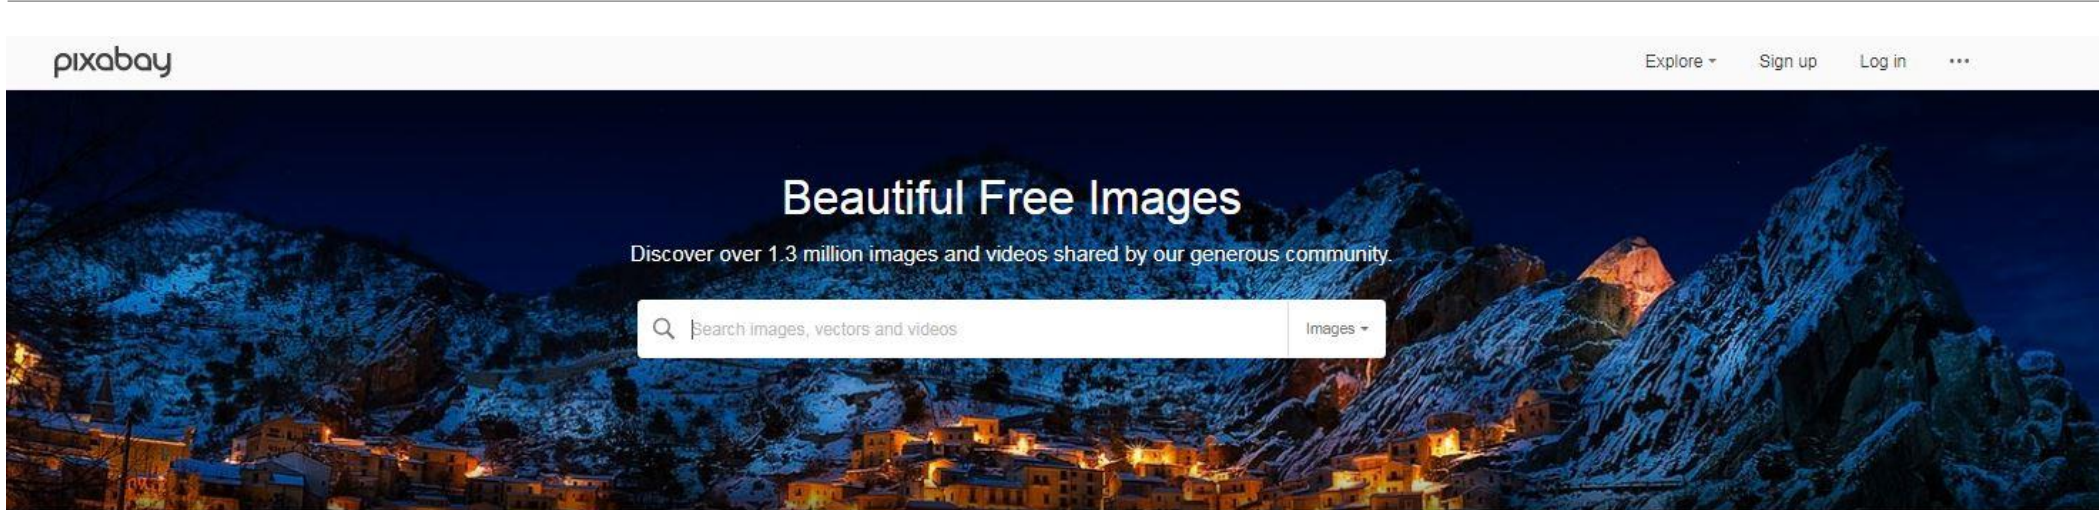 pixabay
Explore
Sign up
Log in
•••
Beautiful Free Images
Discover over 1.3 million images and videos shared by our generous community.
Search images, vectors and videos
Images